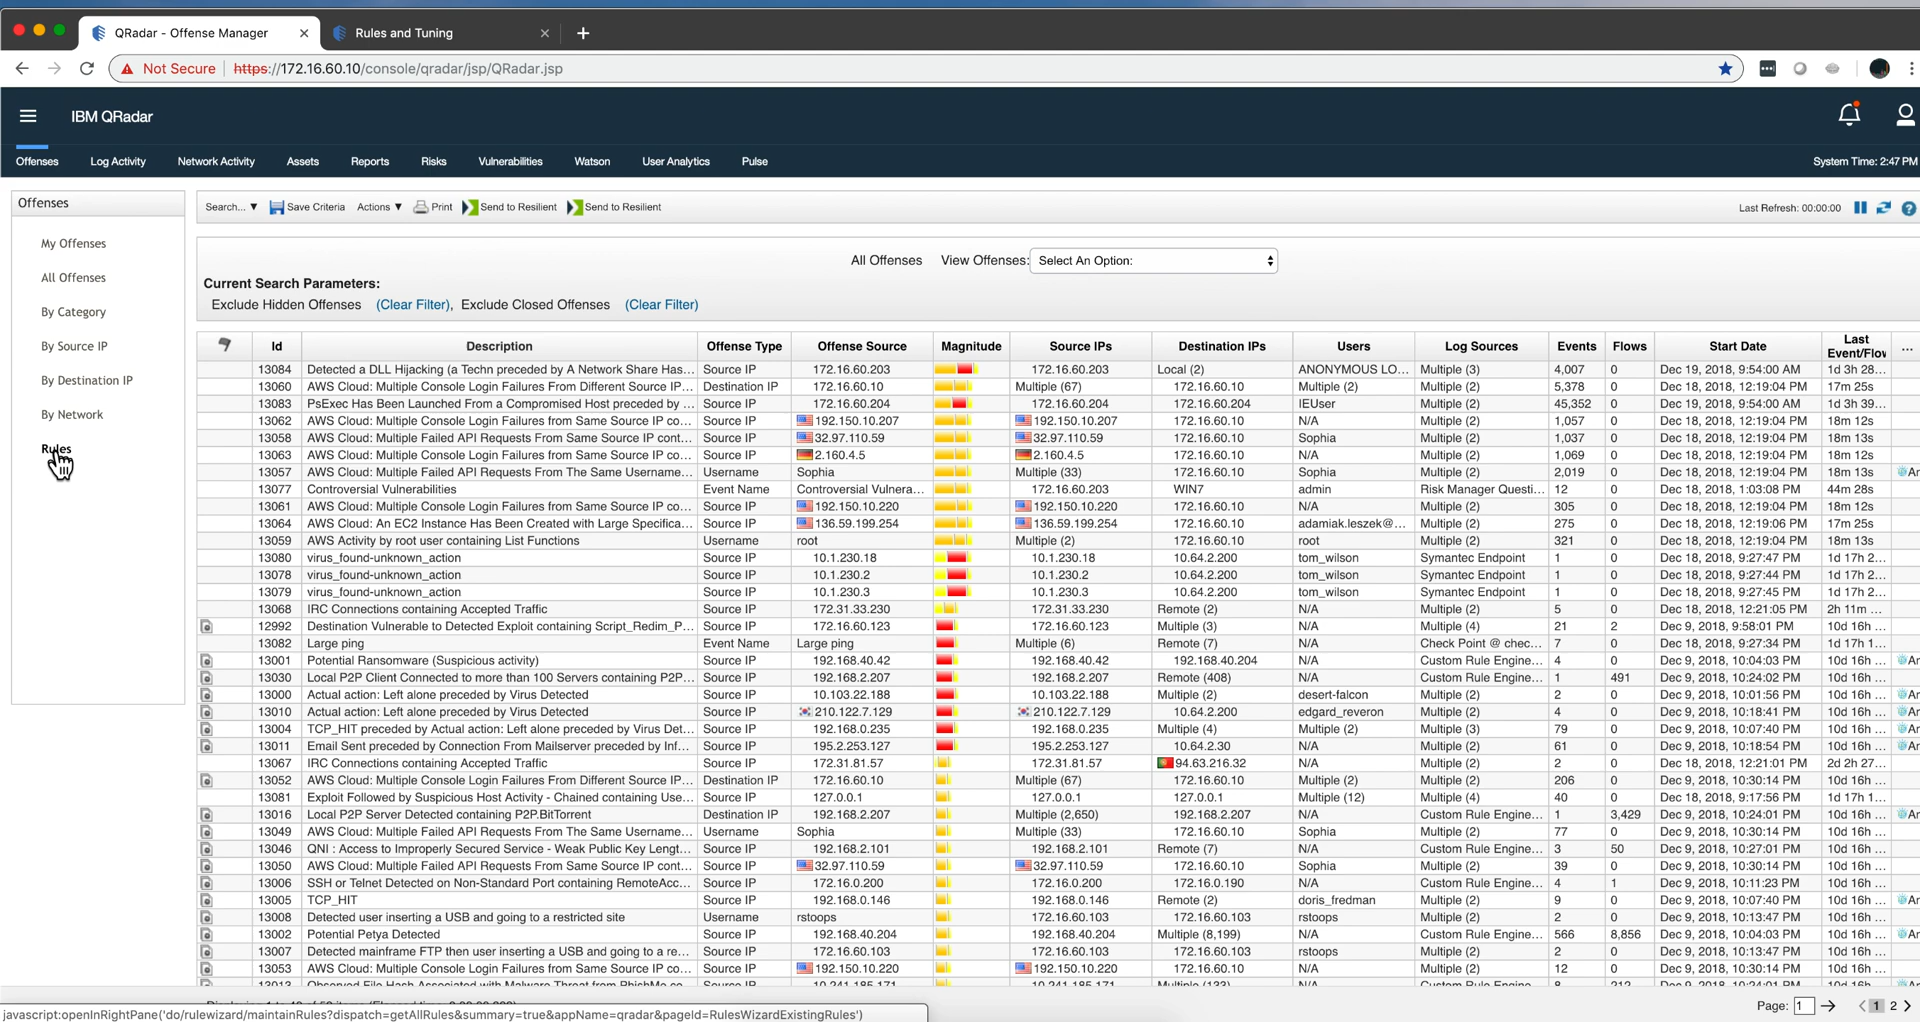 QRadar - Offense Manager
Rules and Tuning
Not Secure https://172.16.60.10/console/qradar/jsp/QRadar.jsp
IBM QRadar
Offenses Log Activity Network Activity Assets Reports Risks Vulnerabilities Watson User Analytics Pulse System Time: 2:47 PM
Offenses
My Offenses
All Offenses
By Category
By Source IP
By Destination IP
By Network
Rules
Search... Save Criteria Actions Print Send to Resilient Send to Resilient Last Refresh: 00:00:00
All Offenses View Offenses: Select An Option:
Current Search Parameters:
Exclude Hidden Offenses (Clear Filter), Exclude Closed Offenses (Clear Filter)
Id Description Offense Type Offense Source Magnitude Source IPs Destination IPs Users Log Sources Events Flows Start Date Last Event/Flow ...
13084 Detected a DLL Hijacking (a Techn preceded by A Network Share Has... Source IP 172.16.60.203 172.16.60.203 Local (2) ANONYMOUS LO... Multiple (3) 4,007 0 Dec 19, 2018, 9:54:00 AM 1d 3h 28...
13060 AWS Cloud: Multiple Console Login Failures From Different Source IP... Destination IP 172.16.60.10 Multiple (67) 172.16.60.10 Multiple (2) Multiple (2) 5,378 0 Dec 18, 2018, 12:19:04 PM 17m 25s
13083 PsExec Has Been Launched From a Compromised Host preceded by ... Source IP 172.16.60.204 172.16.60.204 172.16.60.204 IEUser Multiple (2) 45,352 0 Dec 19, 2018, 9:54:00 AM 1d 3h 39...
13062 AWS Cloud: Multiple Console Login Failures from Same Source IP co... Source IP 192.150.10.207 192.150.10.207 172.16.60.10 N/A Multiple (2) 1,057 0 Dec 18, 2018, 12:19:04 PM 18m 12s
13058 AWS Cloud: Multiple Failed API Requests From Same Source IP cont... Source IP 32.97.110.59 32.97.110.59 172.16.60.10 Sophia Multiple (2) 1,037 0 Dec 18, 2018, 12:19:04 PM 18m 13s
13063 AWS Cloud: Multiple Console Login Failures from Same Source IP co... Source IP 2.160.4.5 2.160.4.5 172.16.60.10 N/A Multiple (2) 1,069 0 Dec 18, 2018, 12:19:04 PM 18m 12s
13057 AWS Cloud: Multiple Failed API Requests From The Same Username... Username Sophia Multiple (33) 172.16.60.10 Sophia Multiple (2) 2,019 0 Dec 18, 2018, 12:19:04 PM 18m 13s Ar
13077 Controversial Vulnerabilities Event Name Controversial Vulnera... 172.16.60.203 WIN7 admin Risk Manager Questi... 12 0 Dec 18, 2018, 1:03:08 PM 44m 28s
13061 AWS Cloud: Multiple Console Login Failures from Same Source IP co... Source IP 192.150.10.220 192.150.10.220 172.16.60.10 N/A Multiple (2) 305 0 Dec 18, 2018, 12:19:04 PM 18m 12s
13064 AWS Cloud: An EC2 Instance Has Been Created with Large Specifica... Source IP 136.59.199.254 136.59.199.254 172.16.60.10 adamiak.leszek@... Multiple (2) 275 0 Dec 18, 2018, 12:19:06 PM 17m 25s
13059 AWS Activity by root user containing List Functions Username root Multiple (2) 172.16.60.10 root Multiple (2) 321 0 Dec 18, 2018, 12:19:04 PM 18m 13s
13080 virus_found-unknown_action Source IP 10.1.230.18 10.1.230.18 10.64.2.200 tom_wilson Symantec Endpoint 1 0 Dec 18, 2018, 9:27:47 PM 1d 17h 2...
13078 virus_found-unknown_action Source IP 10.1.230.2 10.1.230.2 10.64.2.200 tom_wilson Symantec Endpoint 1 0 Dec 18, 2018, 9:27:44 PM 1d 17h 2...
13079 virus_found-unknown_action Source IP 10.1.230.3 10.1.230.3 10.64.2.200 tom_wilson Symantec Endpoint 1 0 Dec 18, 2018, 9:27:45 PM 1d 17h 2...
13068 IRC Connections containing Accepted Traffic Source IP 172.31.33.230 172.31.33.230 Remote (2) N/A Multiple (2) 5 0 Dec 18, 2018, 12:21:05 PM 2h 11m ...
12992 Destination Vulnerable to Detected Exploit containing Script_Redim_P... Source IP 172.16.60.123 172.16.60.123 Multiple (3) N/A Multiple (4) 21 2 Dec 9, 2018, 9:58:01 PM 10d 16h ...
13082 Large ping Event Name Large ping Multiple (6) Remote (7) N/A Check Point @ chec... 7 0 Dec 18, 2018, 9:27:34 PM 1d 17h 1...
13001 Potential Ransomware (Suspicious activity) Source IP 192.168.40.42 192.168.40.42 192.168.40.204 N/A Custom Rule Engine... 4 0 Dec 9, 2018, 10:04:03 PM 10d 16h ... Ar
13030 Local P2P Client Connected to more than 100 Servers containing P2P... Source IP 192.168.2.207 192.168.2.207 Remote (408) N/A Custom Rule Engine... 1 491 Dec 9, 2018, 10:24:02 PM 10d 16h ...
13000 Actual action: Left alone preceded by Virus Detected Source IP 10.103.22.188 10.103.22.188 Multiple (2) desert-falcon Multiple (2) 2 0 Dec 9, 2018, 10:01:56 PM 10d 16h ... Ar
13010 Actual action: Left alone preceded by Virus Detected Source IP 210.122.7.129 210.122.7.129 10.64.2.200 edgard_reveron Multiple (2) 4 0 Dec 9, 2018, 10:18:41 PM 10d 16h ... Ar
13004 TCP_HIT preceded by Actual action: Left alone preceded by Virus Det... Source IP 192.168.0.235 192.168.0.235 Multiple (4) Multiple (2) Multiple (3) 79 0 Dec 9, 2018, 10:07:40 PM 10d 16h ... Ar
13011 Email Sent preceded by Connection From Mailserver preceded by Inf... Source IP 195.2.253.127 195.2.253.127 10.64.2.30 N/A Multiple (2) 61 0 Dec 9, 2018, 10:18:54 PM 10d 16h ... Ar
13067 IRC Connections containing Accepted Traffic Source IP 172.31.81.57 172.31.81.57 94.63.216.32 N/A Multiple (2) 2 0 Dec 18, 2018, 12:21:01 PM 2d 2h 27...
13052 AWS Cloud: Multiple Console Login Failures From Different Source IP... Destination IP 172.16.60.10 Multiple (67) 172.16.60.10 Multiple (2) Multiple (2) 206 0 Dec 9, 2018, 10:30:14 PM 10d 16h ...
13081 Exploit Followed by Suspicious Host Activity - Chained containing Use... Source IP 127.0.0.1 127.0.0.1 127.0.0.1 Multiple (12) Multiple (4) 40 0 Dec 18, 2018, 9:17:56 PM 1d 17h 1...
13016 Local P2P Server Detected containing P2P.BitTorrent Destination IP 192.168.2.207 Multiple (2,650) 192.168.2.207 N/A Custom Rule Engine... 1 3,429 Dec 9, 2018, 10:24:01 PM 10d 16h ... Ar
13049 AWS Cloud: Multiple Failed API Requests From The Same Username... Username Sophia Multiple (33) 172.16.60.10 Sophia Multiple (2) 77 0 Dec 9, 2018, 10:30:14 PM 10d 16h ...
13046 QNI : Access to Improperly Secured Service - Weak Public Key Lengt... Source IP 192.168.2.101 192.168.2.101 Remote (7) N/A Custom Rule Engine... 3 50 Dec 9, 2018, 10:27:01 PM 10d 16h ...
13050 AWS Cloud: Multiple Failed API Requests From Same Source IP cont... Source IP 32.97.110.59 32.97.110.59 172.16.60.10 Sophia Multiple (2) 39 0 Dec 9, 2018, 10:30:14 PM 10d 16h ...
13006 SSH or Telnet Detected on Non-Standard Port containing RemoteAcc... Source IP 172.16.0.200 172.16.0.200 172.16.0.190 N/A Custom Rule Engine... 4 1 Dec 9, 2018, 10:11:23 PM 10d 16h ...
13005 TCP_HIT Source IP 192.168.0.146 192.168.0.146 Remote (2) doris_fredman Multiple (2) 9 0 Dec 9, 2018, 10:07:40 PM 10d 16h ... Ar
13008 Detected user inserting a USB and going to a restricted site Username rstoops 172.16.60.103 172.16.60.103 rstoops Multiple (2) 2 0 Dec 9, 2018, 10:13:47 PM 10d 16h ...
13002 Potential Petya Detected Source IP 192.168.40.204 192.168.40.204 Multiple (8,199) N/A Custom Rule Engine... 566 8,856 Dec 9, 2018, 10:04:03 PM 10d 16h ... Ar
13007 Detected mainframe FTP then user inserting a USB and going to a re... Source IP 172.16.60.103 172.16.60.103 172.16.60.103 rstoops Multiple (2) 2 0 Dec 9, 2018, 10:13:47 PM 10d 16h ...
13053 AWS Cloud: Multiple Console Login Failures from Same Source IP co... Source IP 192.150.10.220 192.150.10.220 172.16.60.10 N/A Multiple (2) 12 0 Dec 9, 2018, 10:30:14 PM 10d 16h ...
13013 Observed File Hash Associated with Malware Threat from PhishMe co... Source IP 10.241.185.171 10.241.185.171 Multiple (133) N/A Custom Rule Engine... 8 212 Dec 9, 2018, 10:24:01 PM 10d 16h ... Ar
Page: 1 1 2
javascript:openInRightPane('do/rulewizard/maintainRules?dispatch=getAllRules&summary=true&appName=qradar&pageId=RulesWizardExistingRules')